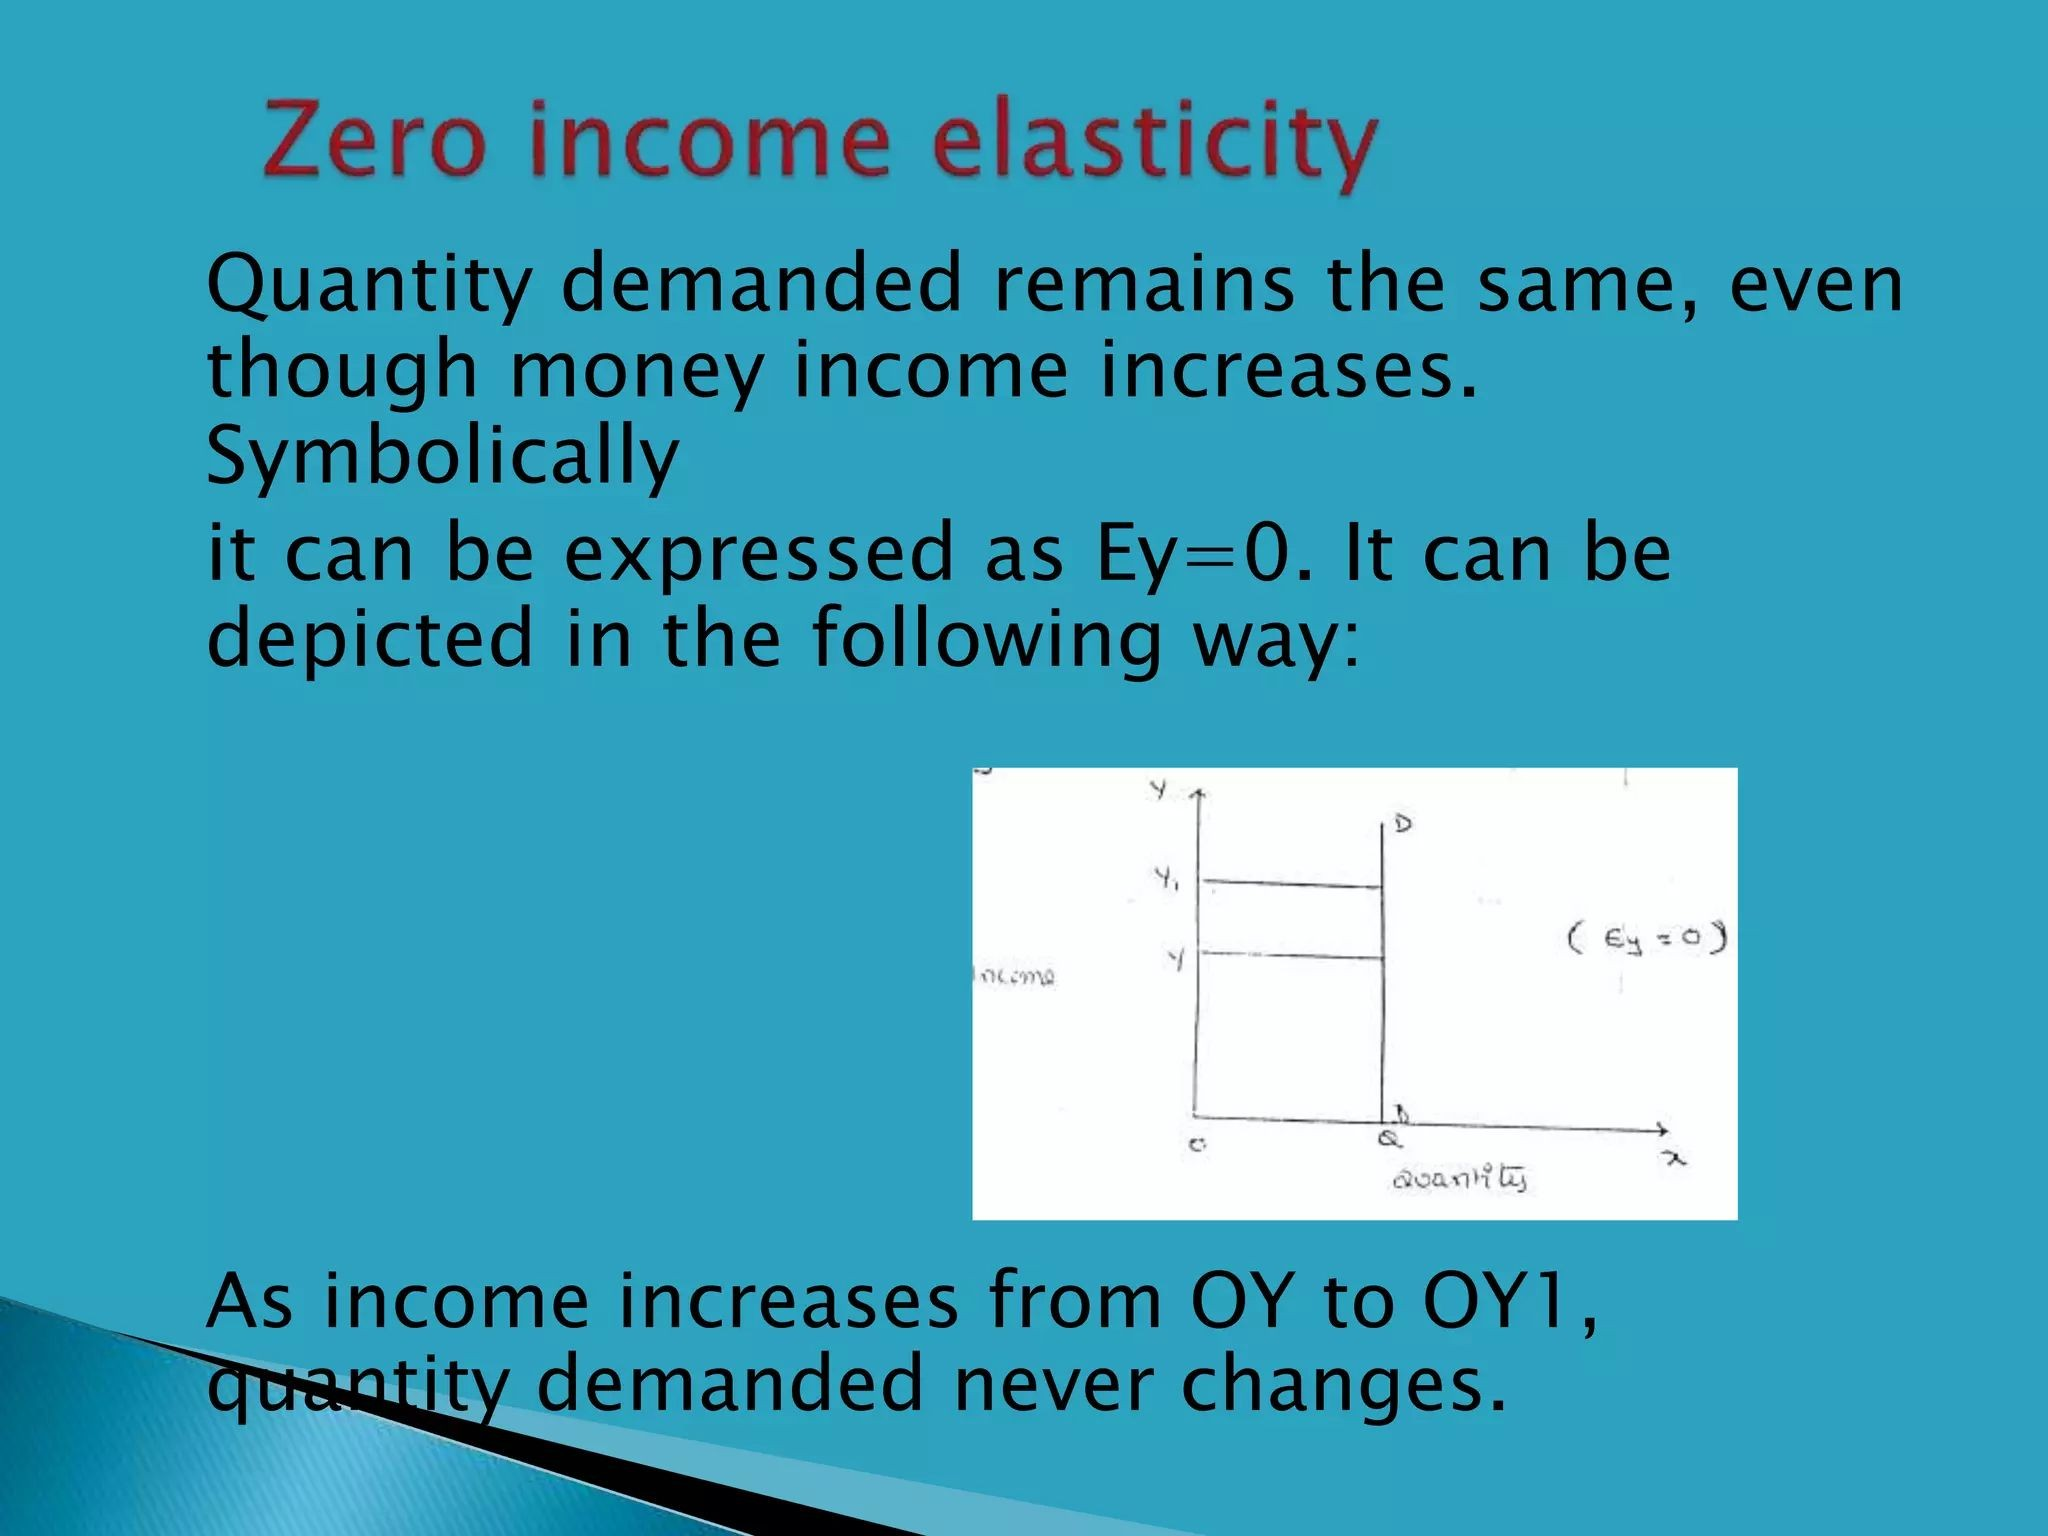 Zero income elasticity
Quantity demanded remains the same, even
though money income increases.
Symbolically
it can be expressed as Ey=0. It can be
depicted in the following way:
Y
D
Y1
(Ey=0)
Y
Income
D
O
Q
x
Quantity
As income increases from OY to OY1,
quantity demanded never changes.